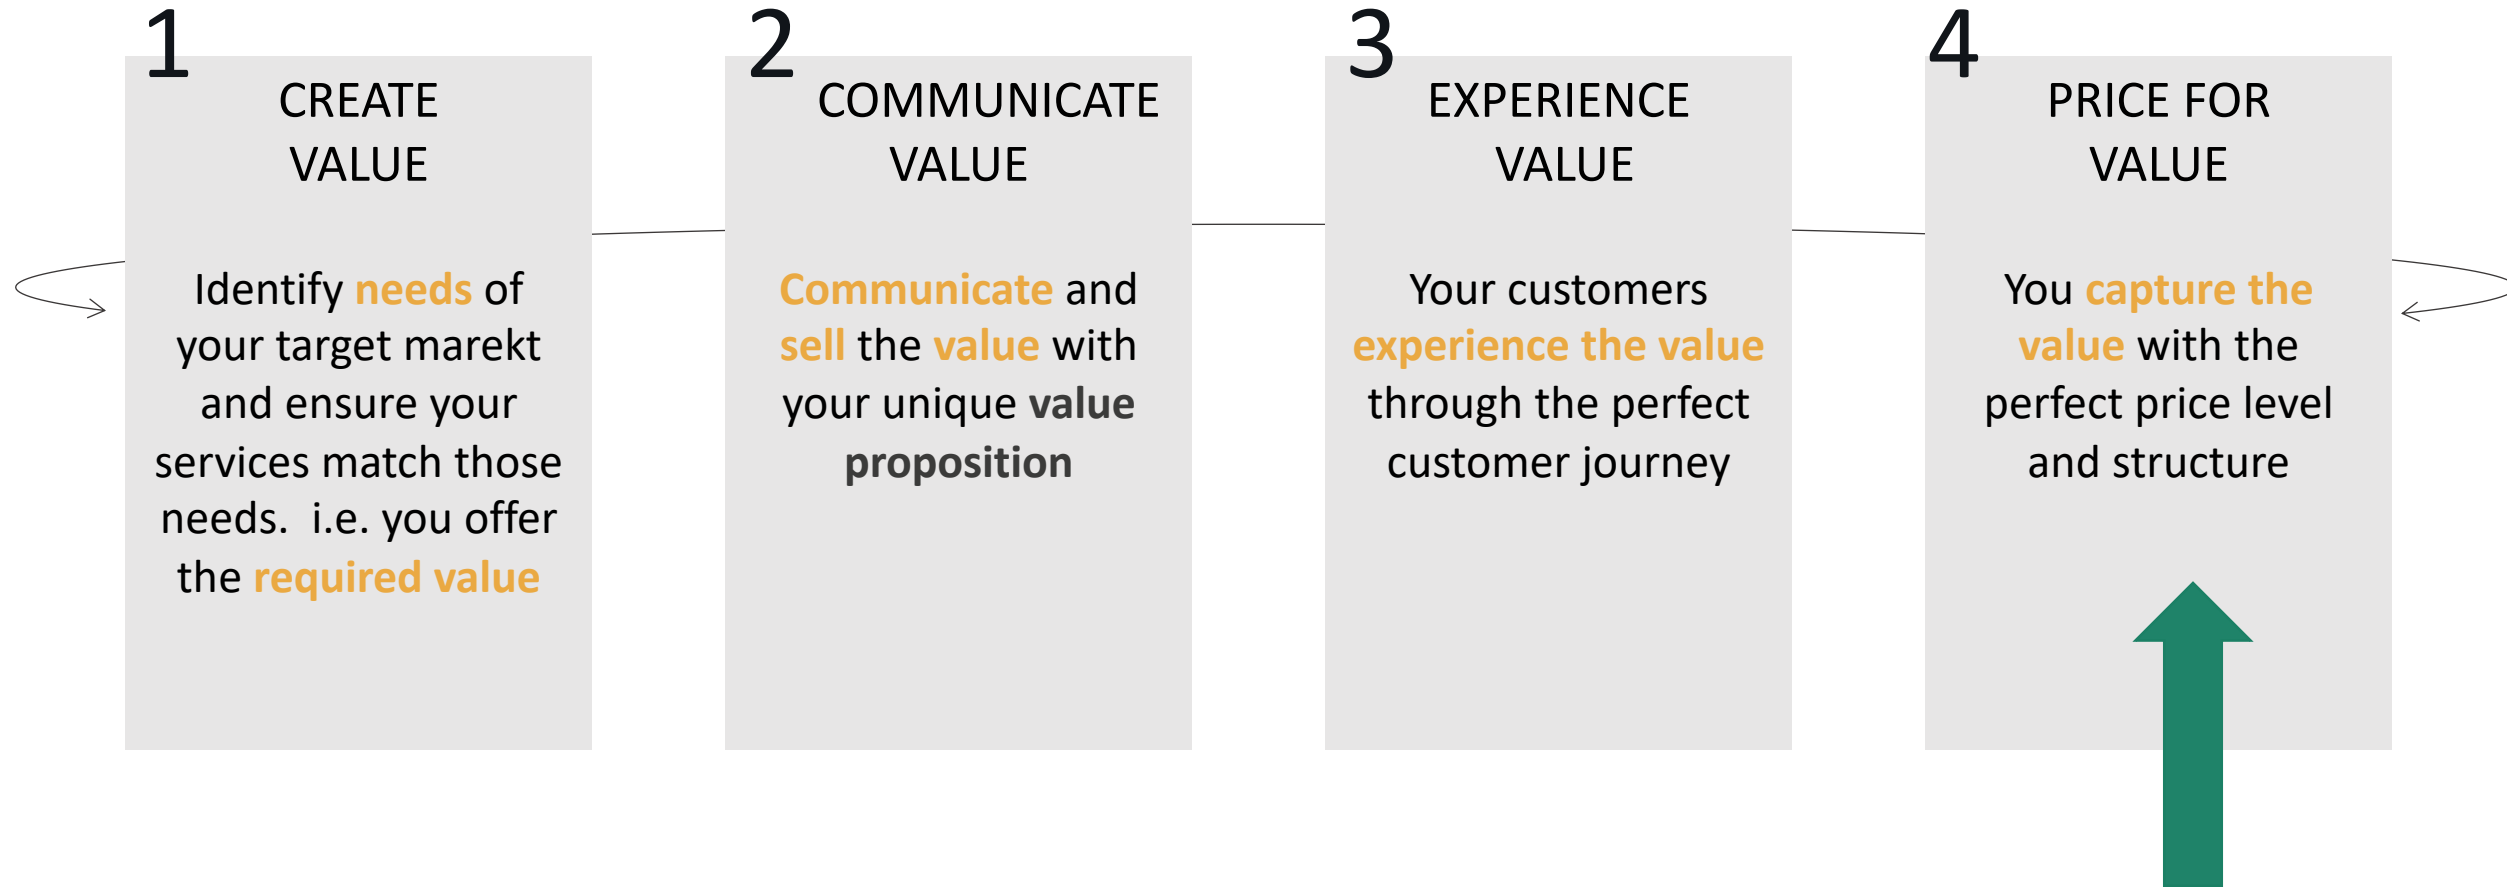 1
CREATE
VALUE
Identify needs of
your target marekt
and ensure your
services match those
needs.  i.e. you offer
the required value
2
COMMUNICATE
VALUE
Communicate and
sell the value with
your unique value
proposition
3
EXPERIENCE
VALUE
Your customers
experience the value
through the perfect
customer journey
4
PRICE FOR
VALUE
You capture the
value with the
perfect price level
and structure